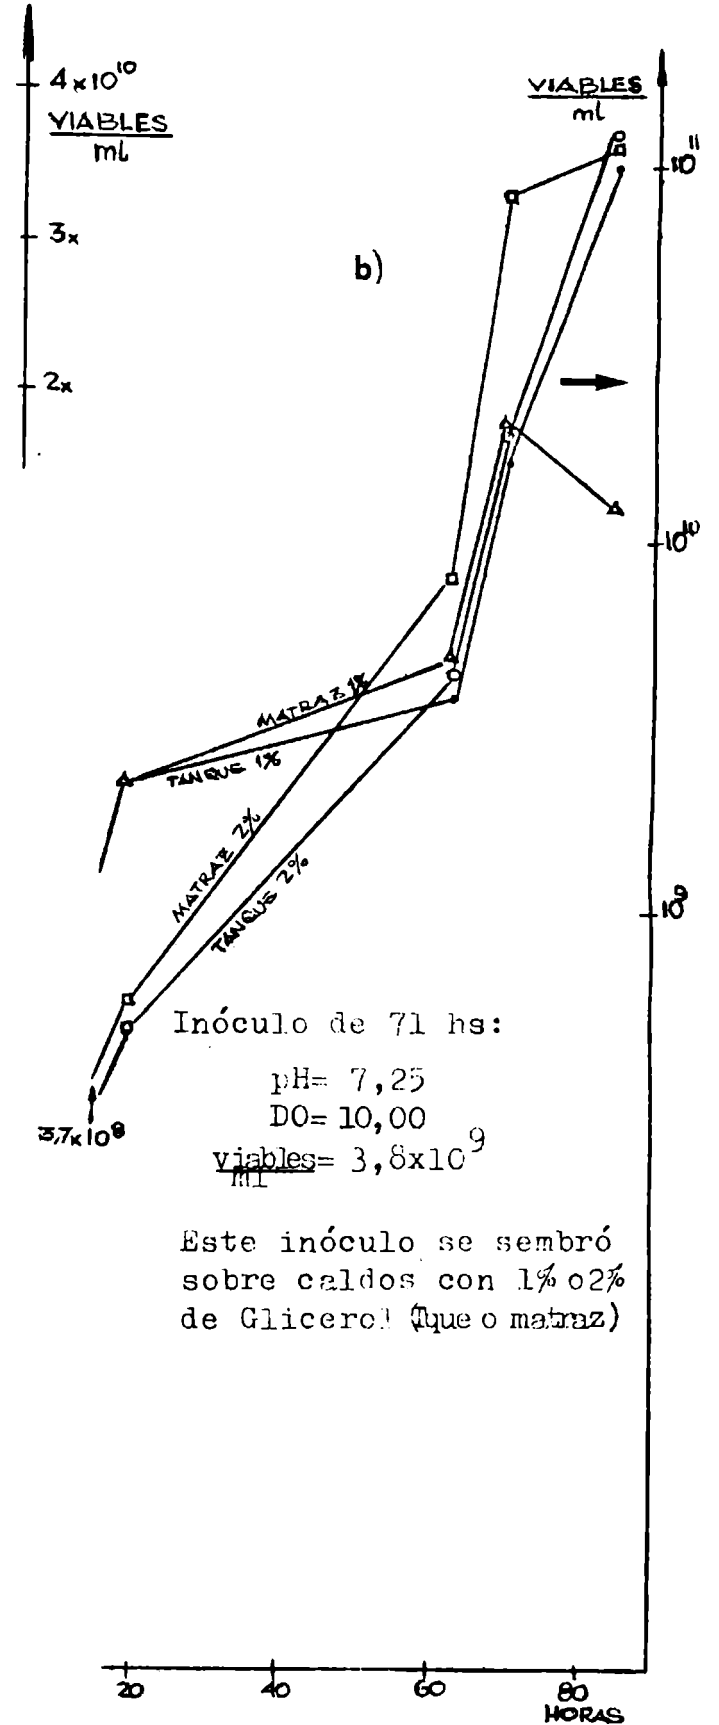 4x10^10
VIABLES
ml
3x
2x
b)
VIABLES
ml
10^11
10^10
10^9
MATRAZ 1%
TANQUE 1%
MATRAZ 2%
TANQUE 2%
3,7x10^8
Inóculo de 71 hs:
pH= 7,25
DO= 10,00
viables= 3,8x10^9
ml
Este inóculo se sembró
sobre caldos con 1% o 2%
de Glicerol (Tque o matraz)
20 40 60 80
HORAS